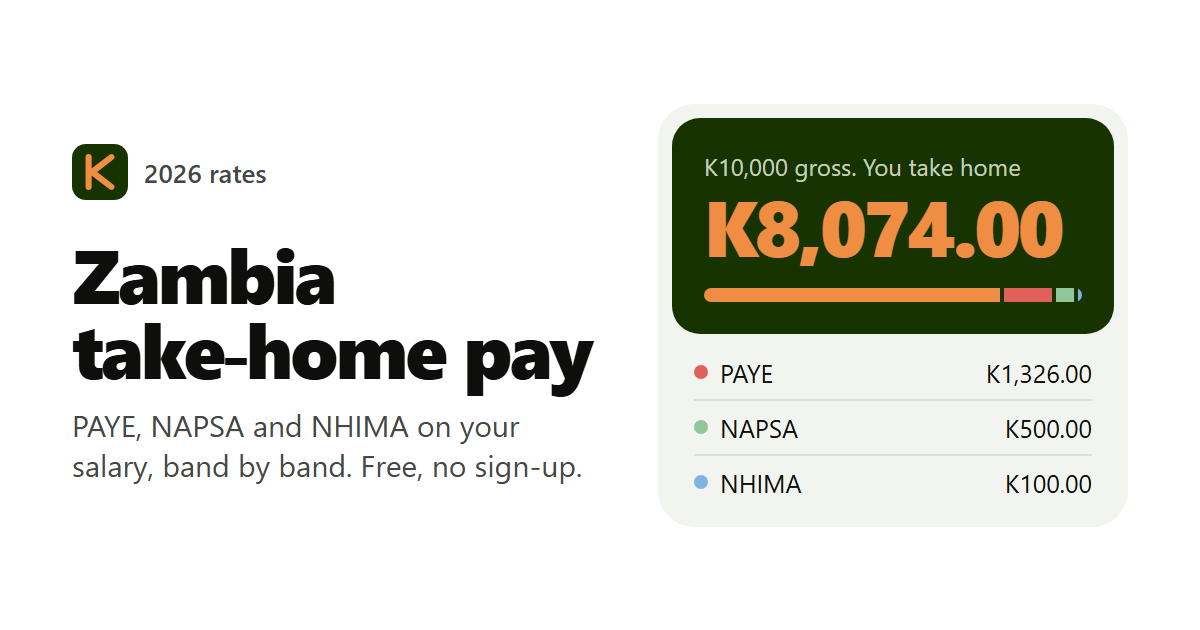 K
2026 rates
Zambia
take-home pay
PAYE, NAPSA and NHIMA on your
salary, band by band. Free, no sign-up.
K10,000 gross. You take home
K8,074.00
PAYE K1,326.00
NAPSA K500.00
NHIMA K100.00